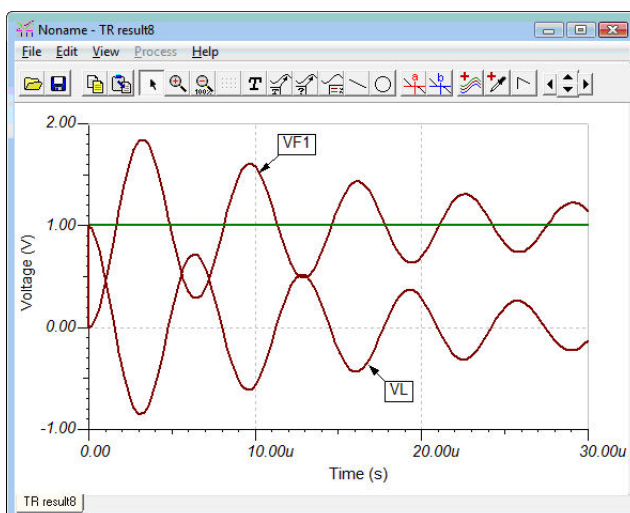 Noname - TR result8
File Edit View Process Help
100%
T
a
b
2.00
1.00
0.00
-1.00
Voltage (V)
VF1
VL
0.00
10.00u
20.00u
30.00u
Time (s)
TR result8